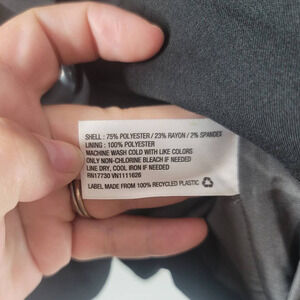 SHELL : 75% POLYESTER / 23% RAYON / 2% SPANDEX
LINING : 100% POLYESTER
MACHINE WASH COLD WITH LIKE COLORS
ONLY NON-CHLORINE BLEACH IF NEEDED
LINE DRY, COOL IRON IF NEEDED
RN17730 VN1111626
LABEL MADE FROM 100% RECYCLED PLASTIC